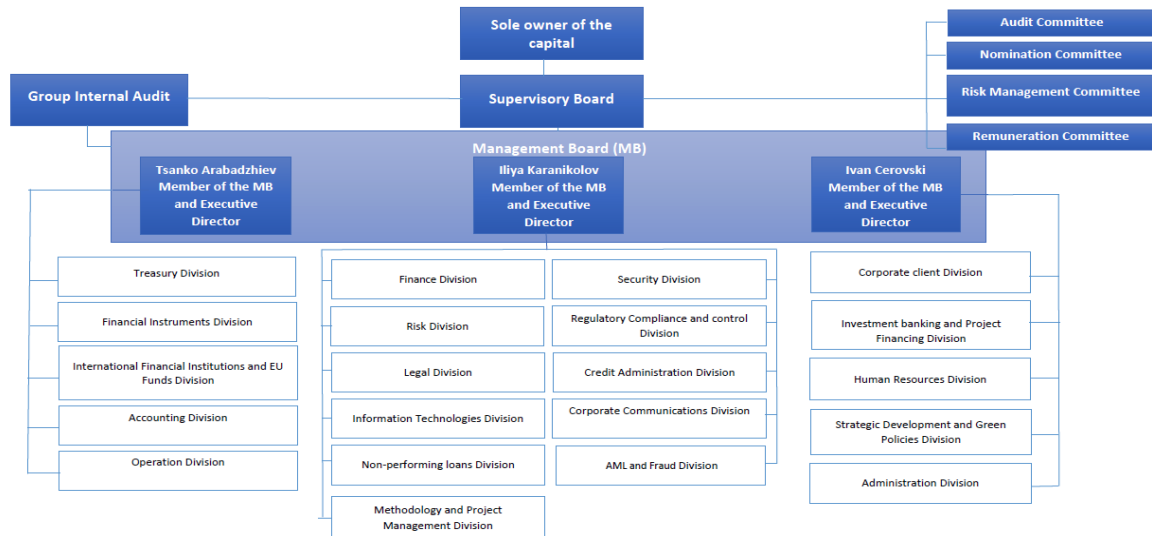 Sole owner of the
capital
Audit Committee
Nomination Committee
Group Internal Audit
Supervisory Board
Risk Management Committee
Remuneration Committee
Management Board (MB)
Tsanko Arabadzhiev
Member of the MB
and Executive
Director
Iliya Karanikolov
Member of the MB
and Executive
Director
Ivan Cerovski
Member of the MB
and Executive
Director
Treasury Division
Financial Instruments Division
International Financial Institutions and EU
Funds Division
Accounting Division
Operation Division
Finance Division
Risk Division
Legal Division
Information Technologies Division
Non-performing loans Division
Methodology and Project
Management Division
Security Division
Regulatory Compliance and control
Division
Credit Administration Division
Corporate Communications Division
AML and Fraud Division
Corporate client Division
Investment banking and Project
Financing Division
Human Resources Division
Strategic Development and Green
Policies Division
Administration Division